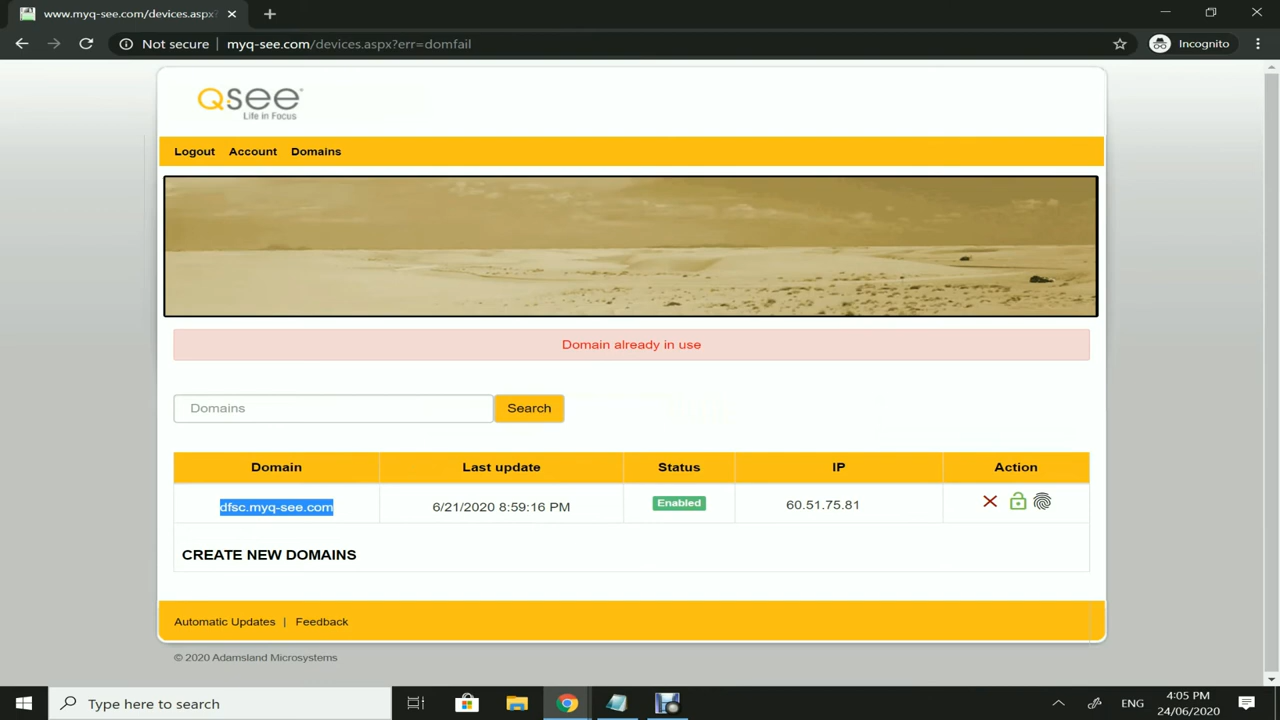 www.myq-see.com/devices.aspx?
Not secure
myq-see.com/devices.aspx?err=domfail
Incognito
Qsee
Life in Focus
Logout Account Domains
Domain already in use
Domains
Search
Domain Last update Status IP Action
dfsc.myq-see.com 6/21/2020 8:59:16 PM Enabled 60.51.75.81
CREATE NEW DOMAINS
Automatic Updates | Feedback
© 2020 Adamsland Microsystems
Type here to search
ENG
4:05 PM
24/06/2020